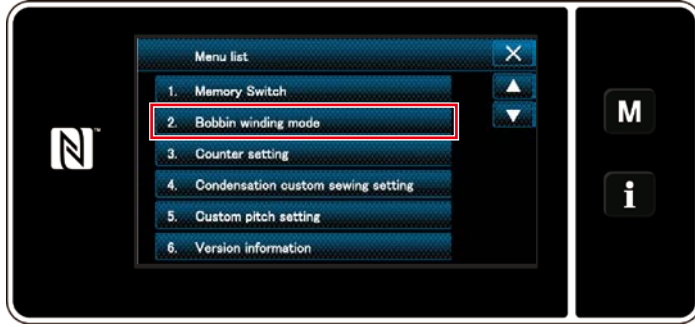 Menu list
1. Memory Switch
2. Bobbin winding mode
3. Counter setting
4. Condensation custom sewing setting
5. Custom pitch setting
6. Version information
M
i